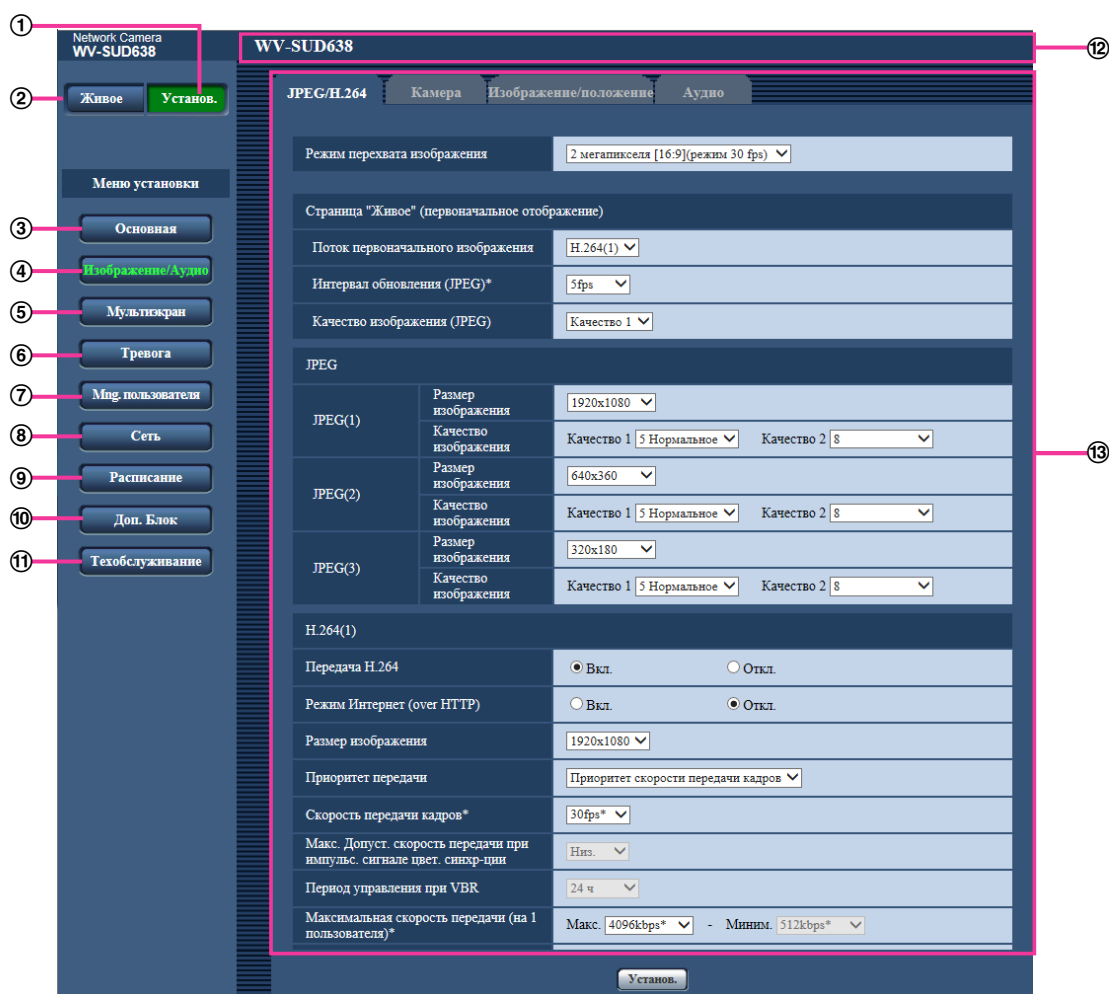 ①
Network Camera
WV-SUD638
WV-SUD638
⑫
②
Живое
Установ.
JPEG/H.264
Камера
Изображение/положение
Аудио
Режим перехвата изображения
2 мегапикселя [16:9](режим 30 fps)
Меню установки
Страница "Живое" (первоначальное отображение)
③
Основная
Поток первоначального изображения
H.264(1)
④
Изображение/Аудио
Интервал обновления (JPEG)*
5fps
⑤
Мультиэкран
Качество изображения (JPEG)
Качество 1
⑥
Тревога
JPEG
⑦
Mng. пользователя
JPEG(1)
Размер
изображения
1920x1080
⑧
Сеть
Качество
изображения
Качество 1 5 Нормальное Качество 2 8
⑬
⑨
Расписание
JPEG(2)
Размер
изображения
640x360
⑩
Доп. Блок
Качество
изображения
Качество 1 5 Нормальное Качество 2 8
⑪
Техобслуживание
JPEG(3)
Размер
изображения
320x180
Качество
изображения
Качество 1 5 Нормальное Качество 2 8
H.264(1)
Передача H.264
Вкл. Откл.
Режим Интернет (over HTTP)
Вкл. Откл.
Размер изображения
1920x1080
Приоритет передачи
Приоритет скорости передачи кадров
Скорость передачи кадров*
30fps*
Макс. Допуст. скорость передачи при
импульс. сигнале цвет. синхр-ции
Низ.
Период управления при VBR
24 ч
Максимальная скорость передачи (на 1
пользователя)*
Макс. 4096kbps* - Миним. 512kbps*
Установ.